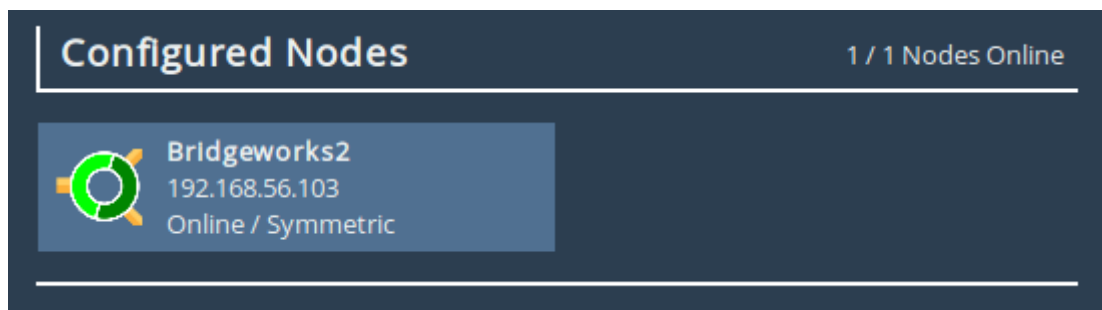 Configured Nodes
1 / 1 Nodes Online
Bridgeworks2
192.168.56.103
Online / Symmetric